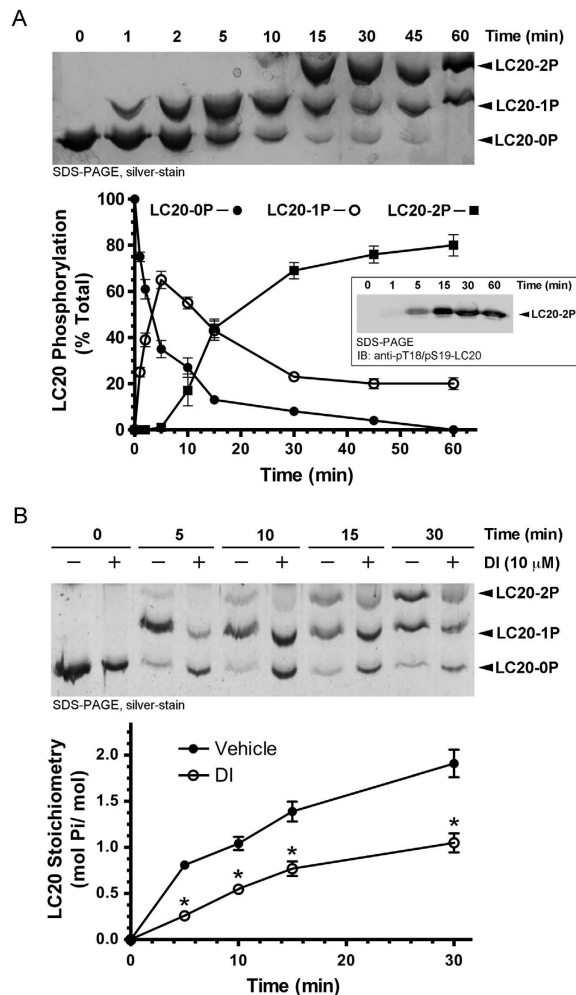 A
0 1 2 5 10 15 30 45 60 Time (min)
LC20-2P
LC20-1P
LC20-0P
SDS-PAGE, silver-stain
100
80
60
40
20
0
LC20 Phosphorylation
(% Total)
LC20-0P LC20-1P LC20-2P
0 1 5 15 30 60 Time (min)
LC20-2P
SDS-PAGE
IB: anti-pT18/pS19-LC20
0 10 20 30 40 50 60
Time (min)
B
0 5 10 15 30 Time (min)
− + − + − + − + − + DI (10 μM)
LC20-2P
LC20-1P
LC20-0P
SDS-PAGE, silver-stain
2.0
1.5
1.0
0.5
0.0
LC20 Stoichiometry
(mol Pi/ mol)
Vehicle
DI
* * * *
0 10 20 30
Time (min)